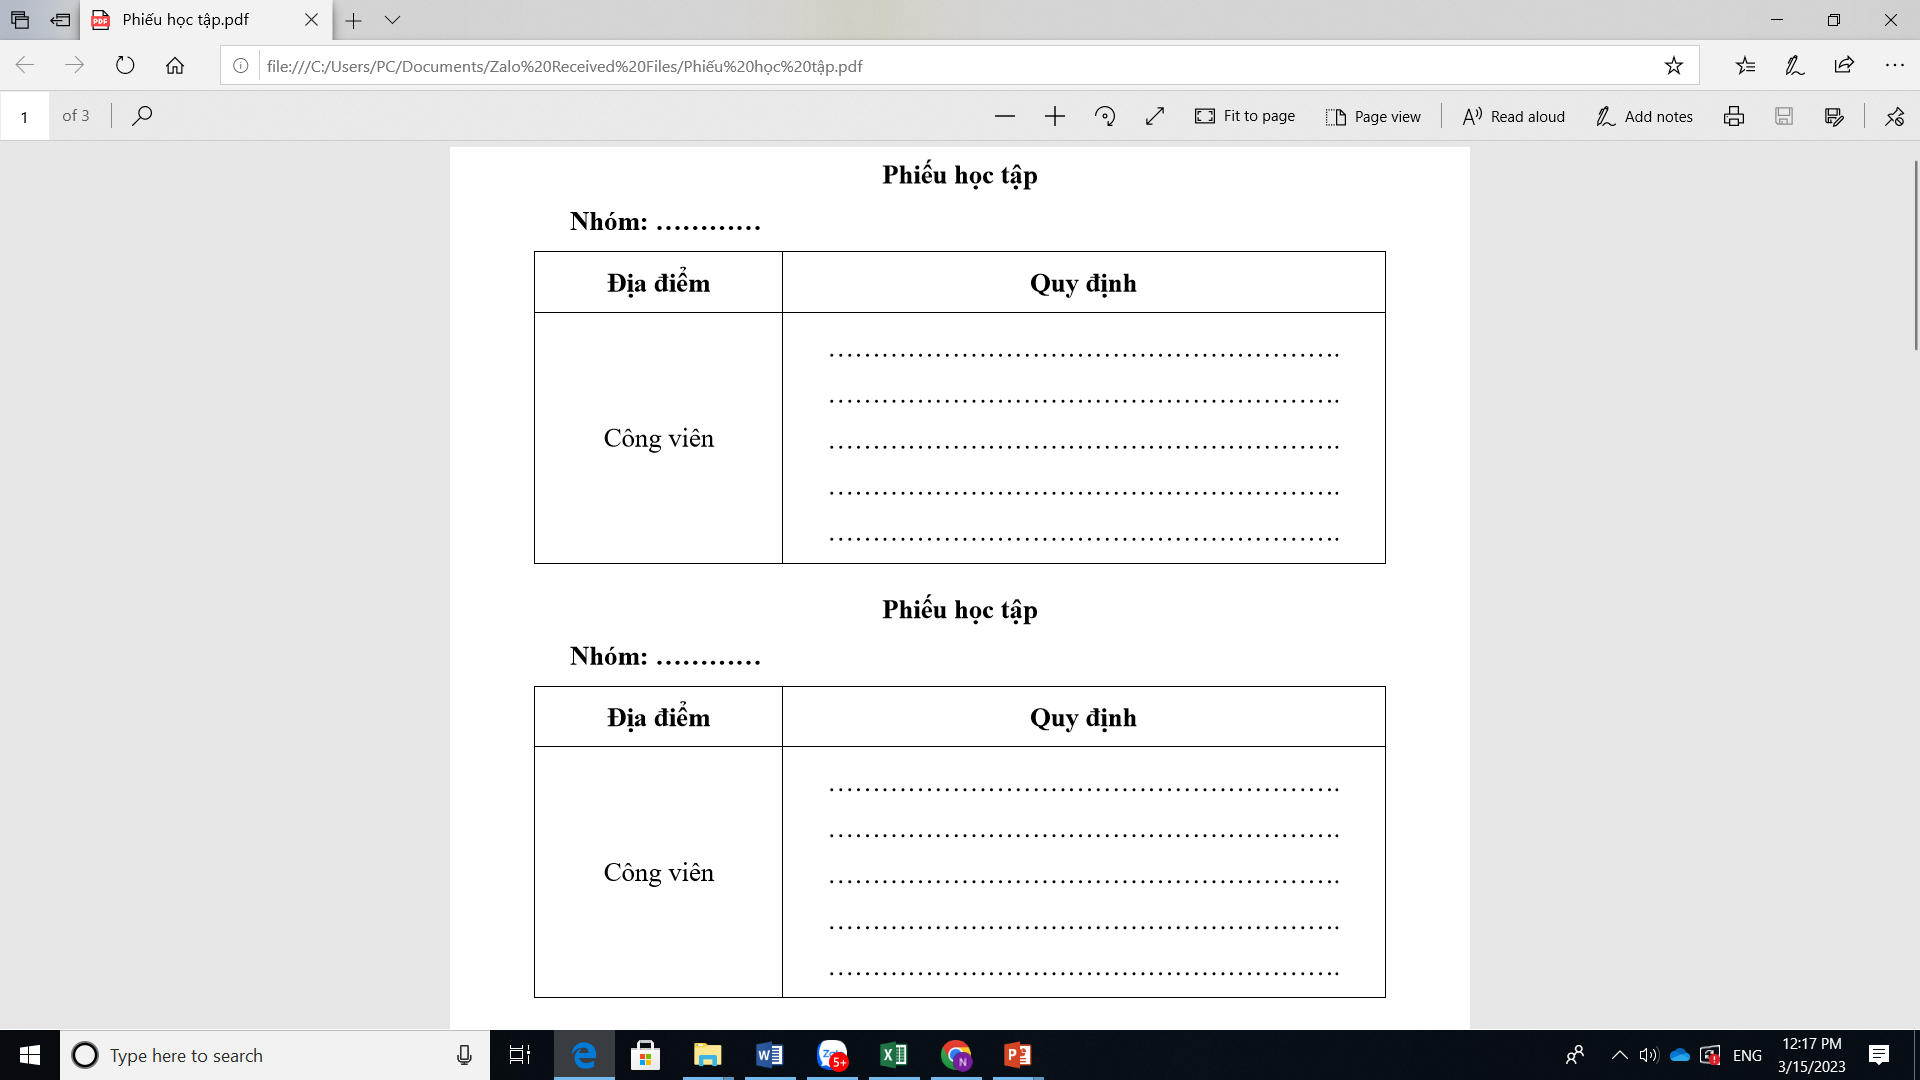 Phiếu học tập.pdf
file:///C:/Users/PC/Documents/Zalo%20Received%20Files/Phiếu%20học%20tập.pdf
1 of 3 Fit to page Page view Read aloud Add notes
Phiếu học tập
Nhóm: …………
Địa điểm Quy định
………………………………………………….
………………………………………………….
Công viên
………………………………………………….
………………………………………………….
………………………………………………….
Phiếu học tập
Nhóm: …………
Địa điểm Quy định
………………………………………………….
………………………………………………….
Công viên
………………………………………………….
………………………………………………….
………………………………………………….
Type here to search
5+
N
ENG
12:17 PM
3/15/2023